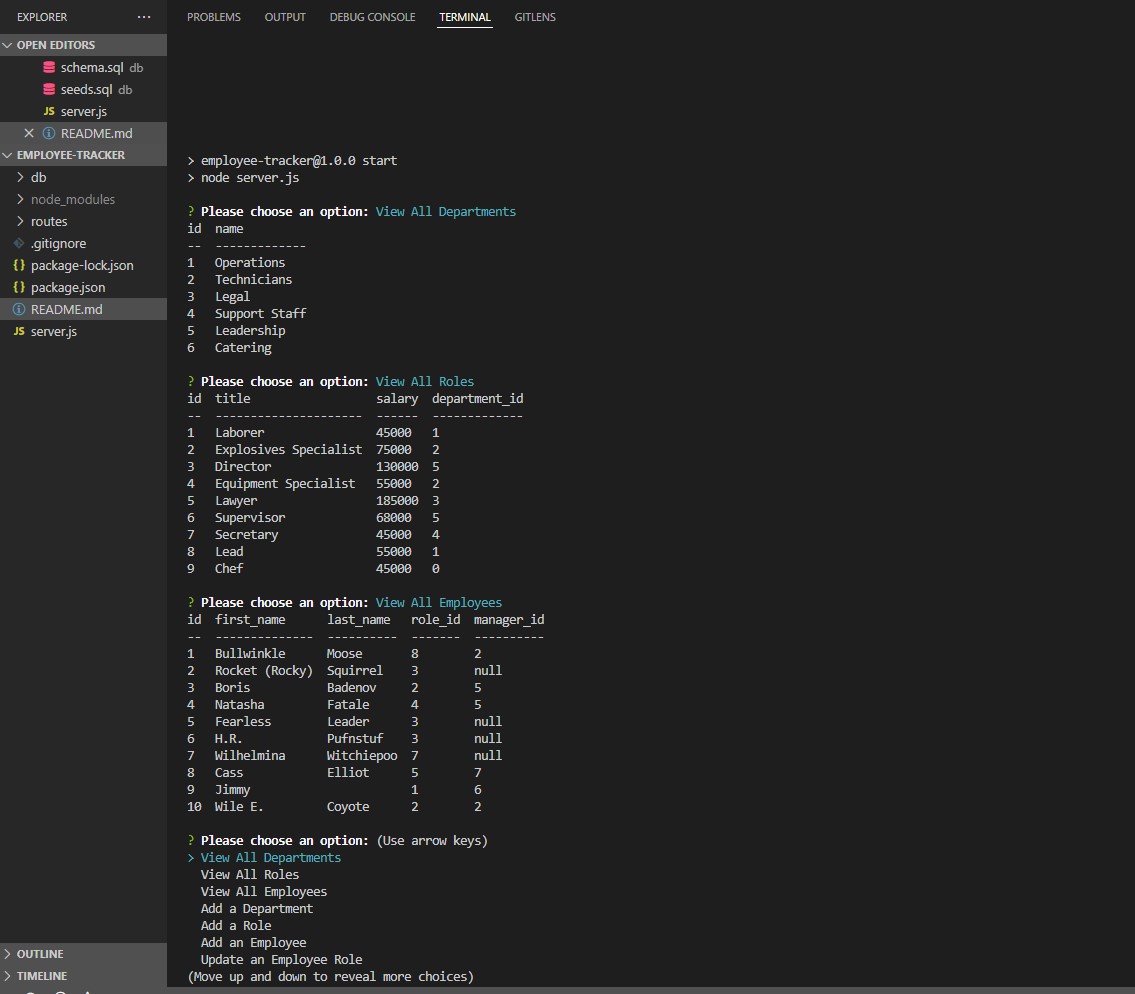 EXPLORER ...
OPEN EDITORS
schema.sql db
seeds.sql db
JS server.js
README.md
EMPLOYEE-TRACKER
db
node_modules
routes
.gitignore
{} package-lock.json
{} package.json
README.md
JS server.js
OUTLINE
TIMELINE
PROBLEMS OUTPUT DEBUG CONSOLE TERMINAL GITLENS
> employee-tracker@1.0.0 start
> node server.js
? Please choose an option: View All Departments
id name
-- -------------
1 Operations
2 Technicians
3 Legal
4 Support Staff
5 Leadership
6 Catering
? Please choose an option: View All Roles
id title salary department_id
-- --------------------- ------ -------------
1 Laborer 45000 1
2 Explosives Specialist 75000 2
3 Director 130000 5
4 Equipment Specialist 55000 2
5 Lawyer 185000 3
6 Supervisor 68000 5
7 Secretary 45000 4
8 Lead 55000 1
9 Chef 45000 0
? Please choose an option: View All Employees
id first_name last_name role_id manager_id
-- -------------- ---------- ------- ----------
1 Bullwinkle Moose 8 2
2 Rocket (Rocky) Squirrel 3 null
3 Boris Badenov 2 5
4 Natasha Fatale 4 5
5 Fearless Leader 3 null
6 H.R. Pufnstuf 3 null
7 Wilhelmina Witchiepoo 7 null
8 Cass Elliot 5 7
9 Jimmy 1 6
10 Wile E. Coyote 2 2
? Please choose an option: (Use arrow keys)
> View All Departments
View All Roles
View All Employees
Add a Department
Add a Role
Add an Employee
Update an Employee Role
(Move up and down to reveal more choices)